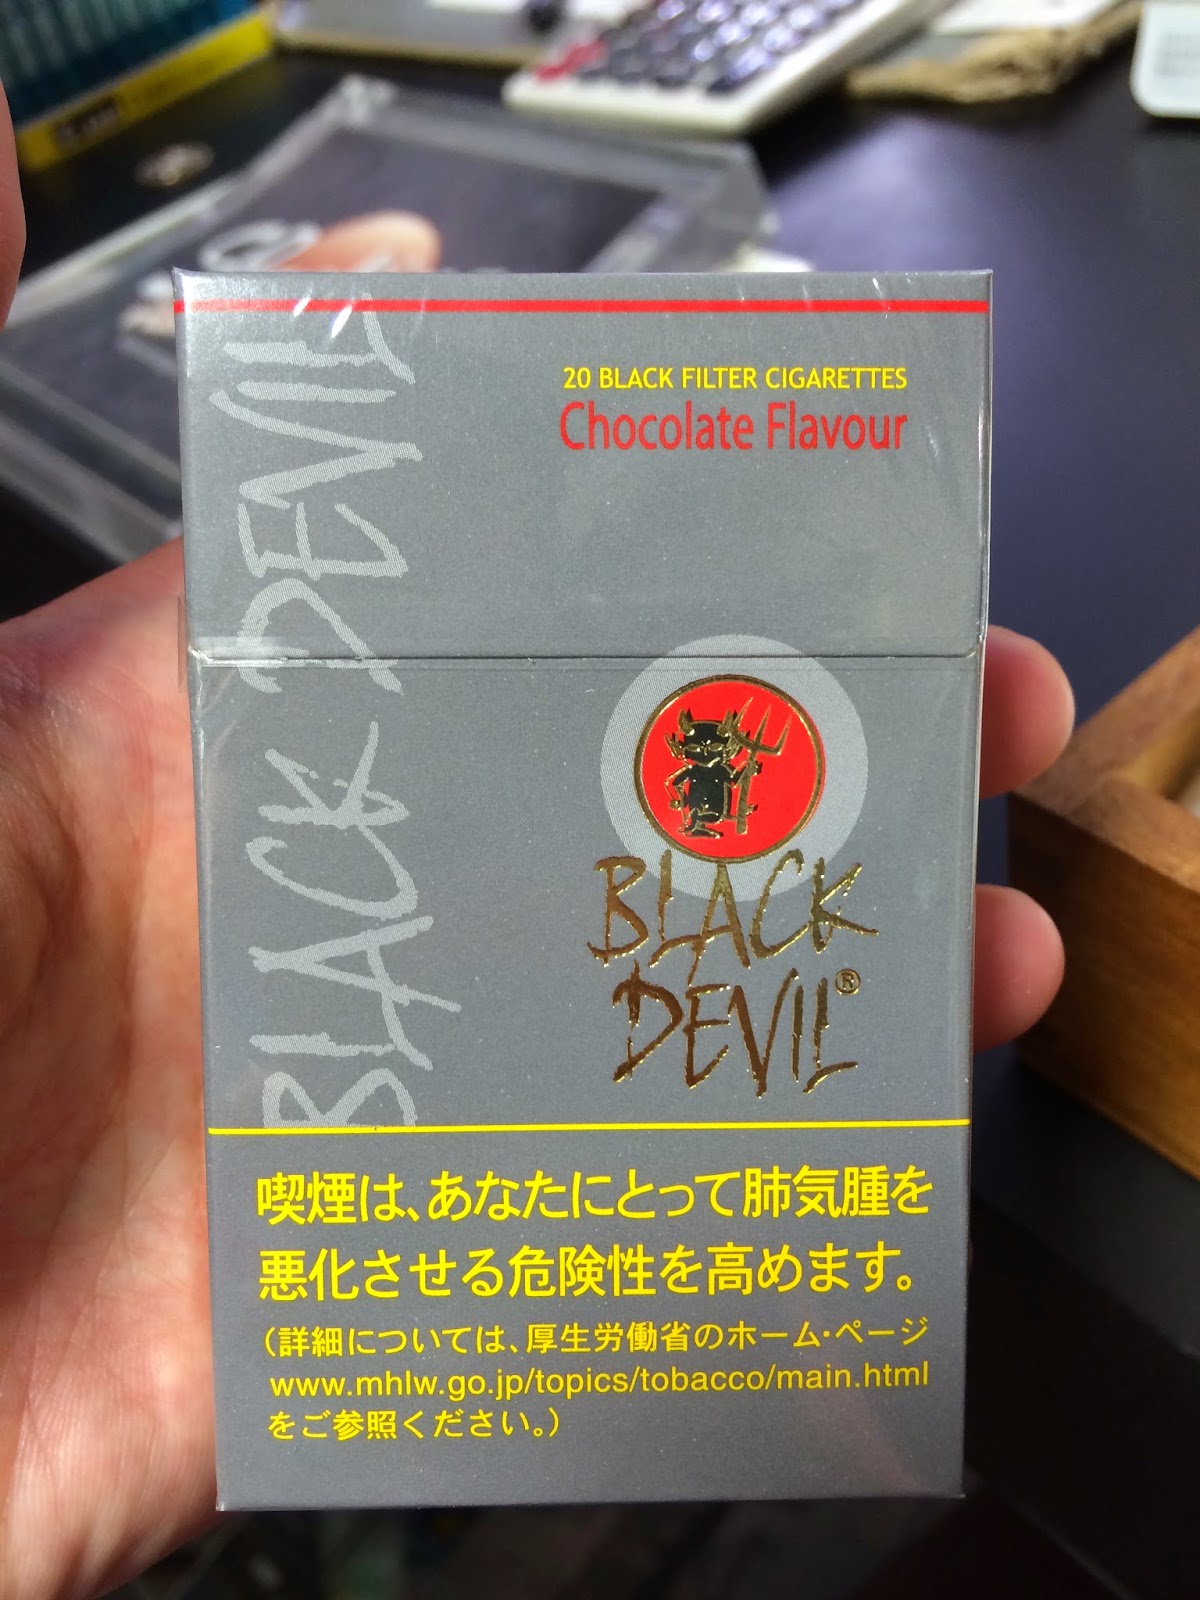 20 BLACK FILTER CIGARETTES
Chocolate Flavour
BLACK DEVIL
BLACK
DEVIL®
喫煙は、あなたにとって肺気腫を
悪化させる危険性を高めます。
(詳細については、厚生労働省のホーム・ページ
www.mhlw.go.jp/topics/tobacco/main.html
をご参照ください。)